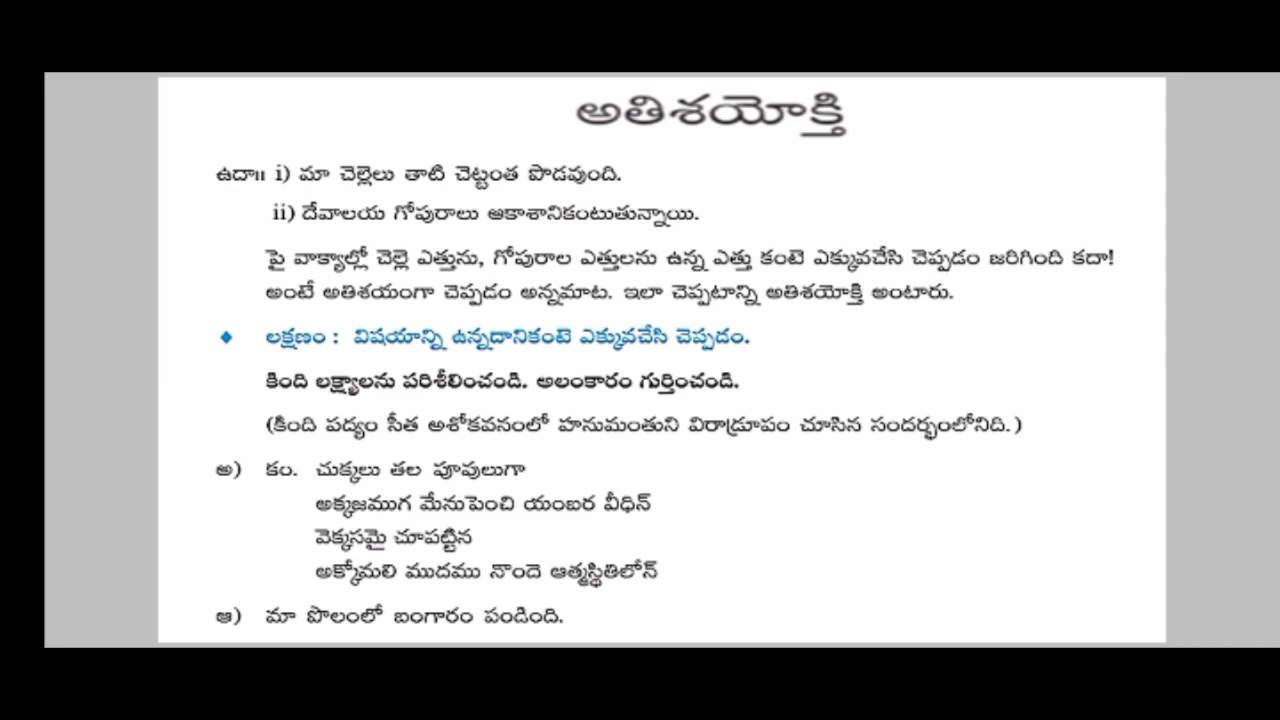 అతిశయోక్తి
ఉదా॥ i) మా చెల్లెలు తాటి చెట్టంత పొడవుంది.
ii) దేవాలయ గోపురాలు ఆకాశానికంటుతున్నాయి.
పై వాక్యాల్లో చెల్లె ఎత్తును, గోపురాల ఎత్తులను ఉన్న ఎత్తు కంటె ఎక్కువచేసి చెప్పడం జరిగింది కదా!
అంటే అతిశయంగా చెప్పడం అన్నమాట. ఇలా చెప్పటాన్ని అతిశయోక్తి అంటారు.
♦ లక్షణం : విషయాన్ని ఉన్నదానికంటె ఎక్కువచేసి చెప్పడం.
కింది లక్ష్యాలను పరిశీలించండి. అలంకారం గుర్తించండి.
(కింది పద్యం సీత అశోకవనంలో హనుమంతుని విరాడ్రూపం చూసిన సందర్భంలోనిది.)
అ) కం. చుక్కలు తల పూవులుగా
అక్కజముగ మేనుపెంచి యంబర వీధిన్
వెక్కసమై చూపట్టిన
అక్కోమలి ముదము నొందె ఆత్మస్థితిలోన్
ఆ) మా పొలంలో బంగారం పండింది.